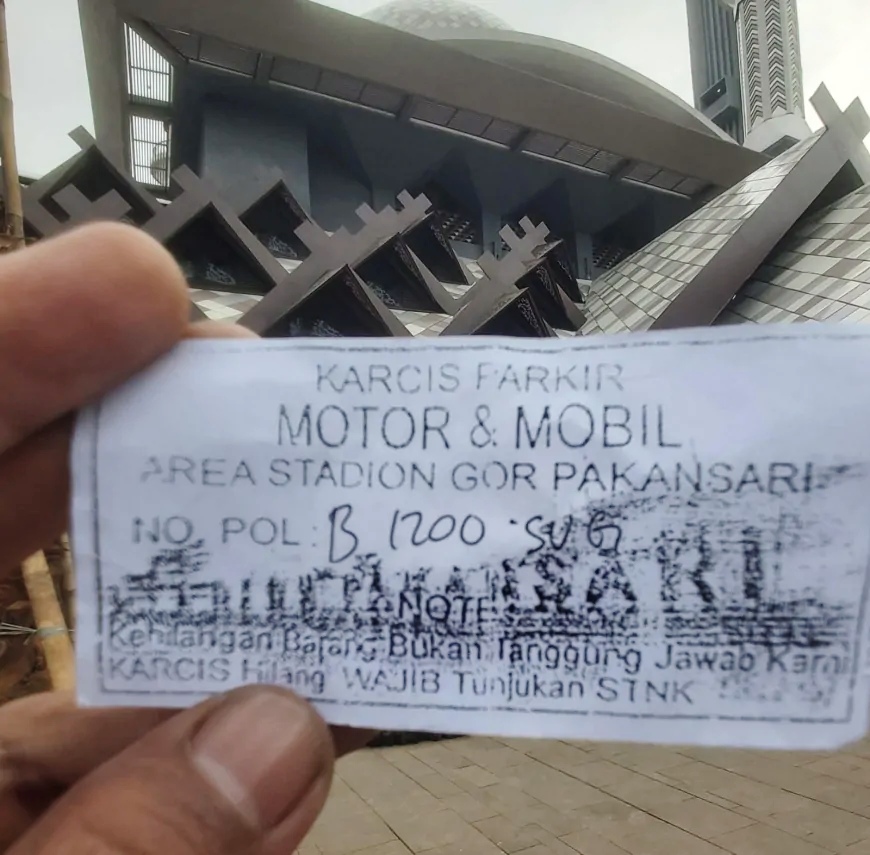 KARCIS PARKIR
MOTOR & MOBIL
AREA STADION GOR PAKANSARI
NO. POL : B 1200 SUG
NOTE
Kehilangan Barang Bukan Tanggung Jawab Kami
KARCIS Hilang WAJIB Tunjukan STNK